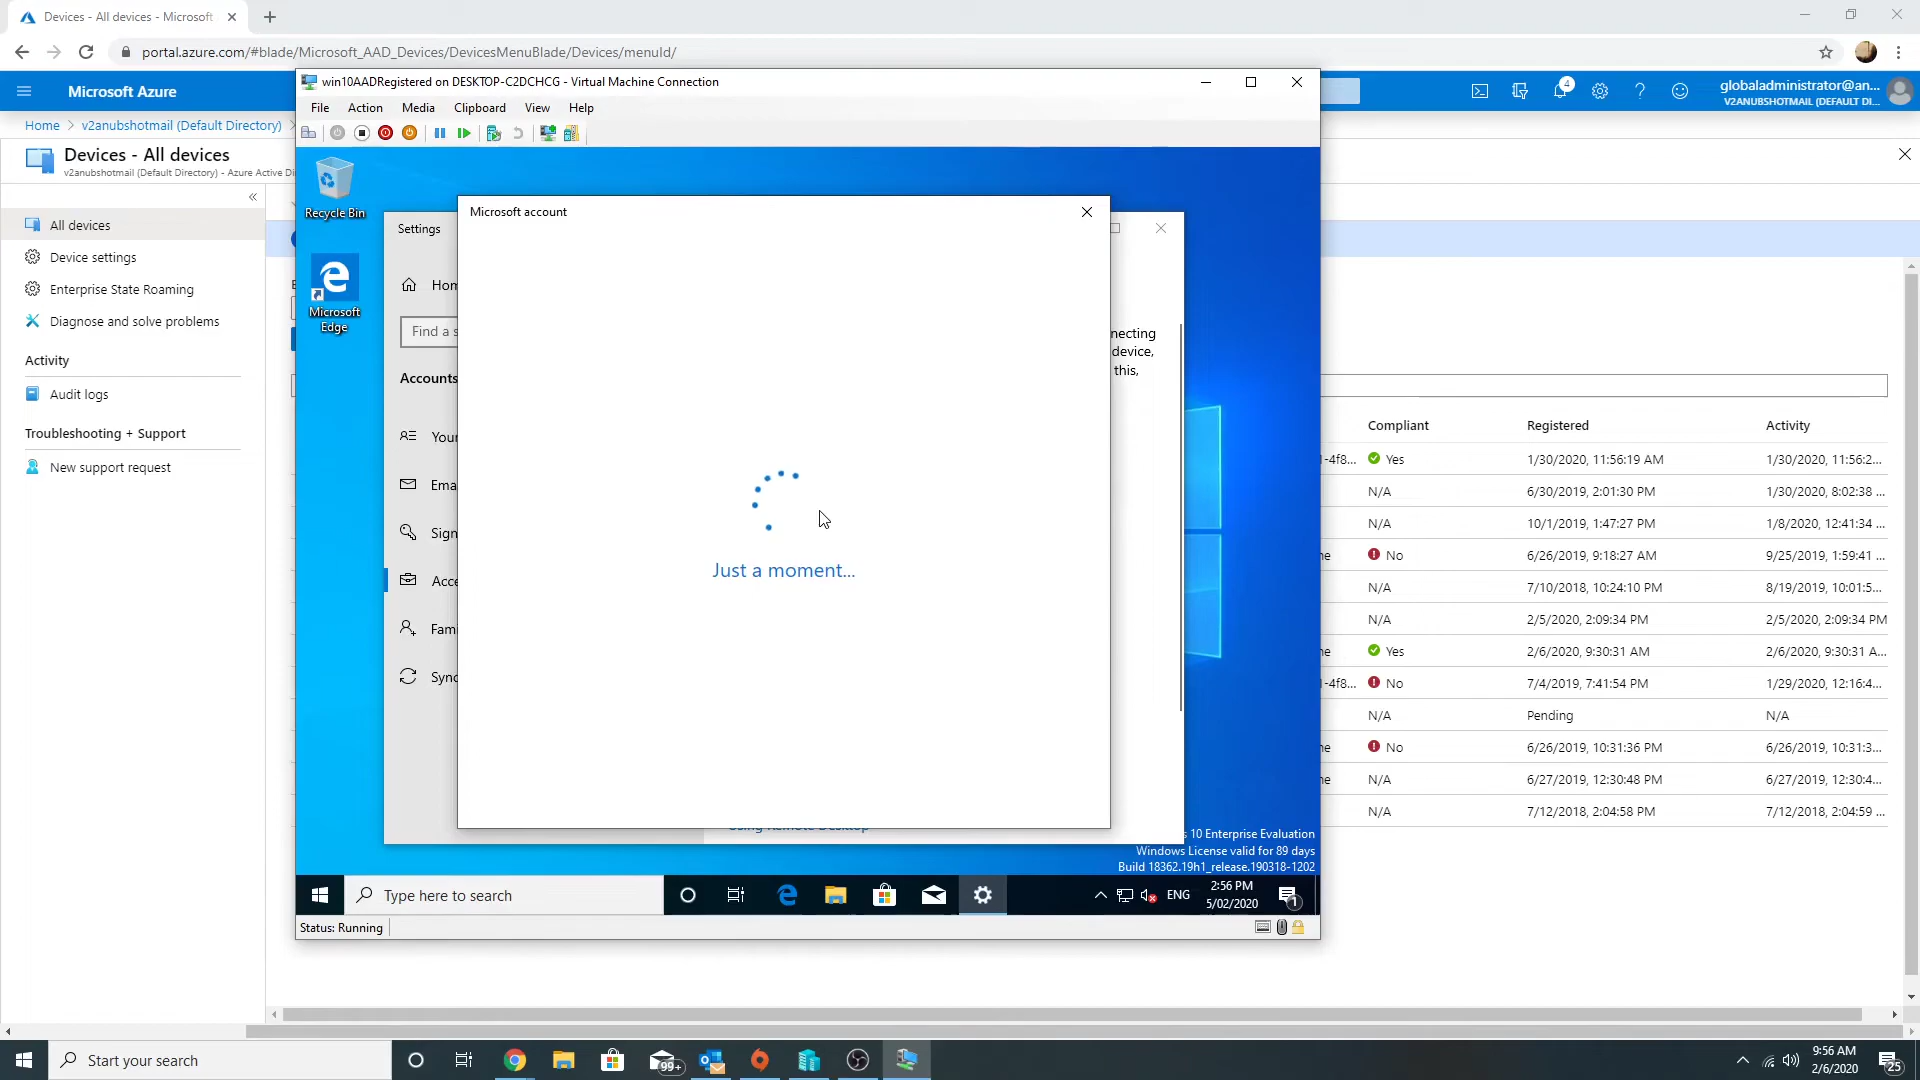 Devices - All devices - Microsoft
portal.azure.com/#blade/Microsoft_AAD_Devices/DevicesMenuBlade/Devices/menuId/
Microsoft Azure
4
globaladministrator@an...
V2ANUBSHOTMAIL (DEFAULT DI...
Home > v2anubshotmail (Default Directory) >
Devices - All devices
v2anubshotmail (Default Directory) - Azure Active Di
All devices
Device settings
Enterprise State Roaming
Diagnose and solve problems
Activity
Audit logs
Troubleshooting + Support
New support request
win10AADRegistered on DESKTOP-C2DCHCG - Virtual Machine Connection
File Action Media Clipboard View Help
Recycle Bin
Microsoft
Edge
Settings
Hom
Find a s
Accounts
Your
Ema
Sign
Acce
Fami
Sync
Microsoft account
Just a moment...
necting
device,
this,
Using Remote Desktop
s 10 Enterprise Evaluation
Windows License valid for 89 days
Build 18362.19h1_release.190318-1202
Type here to search
ENG
2:56 PM
5/02/2020
1
Status: Running
Compliant Registered Activity
-4f8... Yes 1/30/2020, 11:56:19 AM 1/30/2020, 11:56:2...
N/A 6/30/2019, 2:01:30 PM 1/30/2020, 8:02:38 ...
N/A 10/1/2019, 1:47:27 PM 1/8/2020, 12:41:34 ...
ne No 6/26/2019, 9:18:27 AM 9/25/2019, 1:59:41 ...
N/A 7/10/2018, 10:24:10 PM 8/19/2019, 10:01:5...
N/A 2/5/2020, 2:09:34 PM 2/5/2020, 2:09:34 PM
ne Yes 2/6/2020, 9:30:31 AM 2/6/2020, 9:30:31 A...
-4f8... No 7/4/2019, 7:41:54 PM 1/29/2020, 12:16:4...
N/A Pending N/A
ne No 6/26/2019, 10:31:36 PM 6/26/2019, 10:31:3...
ne N/A 6/27/2019, 12:30:48 PM 6/27/2019, 12:30:4...
N/A 7/12/2018, 2:04:58 PM 7/12/2018, 2:04:59 ...
Start your search
99+
9:56 AM
2/6/2020
25